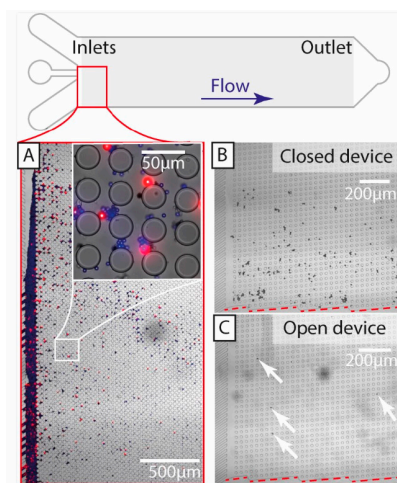 Inlets
Outlet
Flow
A
50μm
500μm
B
Closed device
200μm
C
Open device
200μm